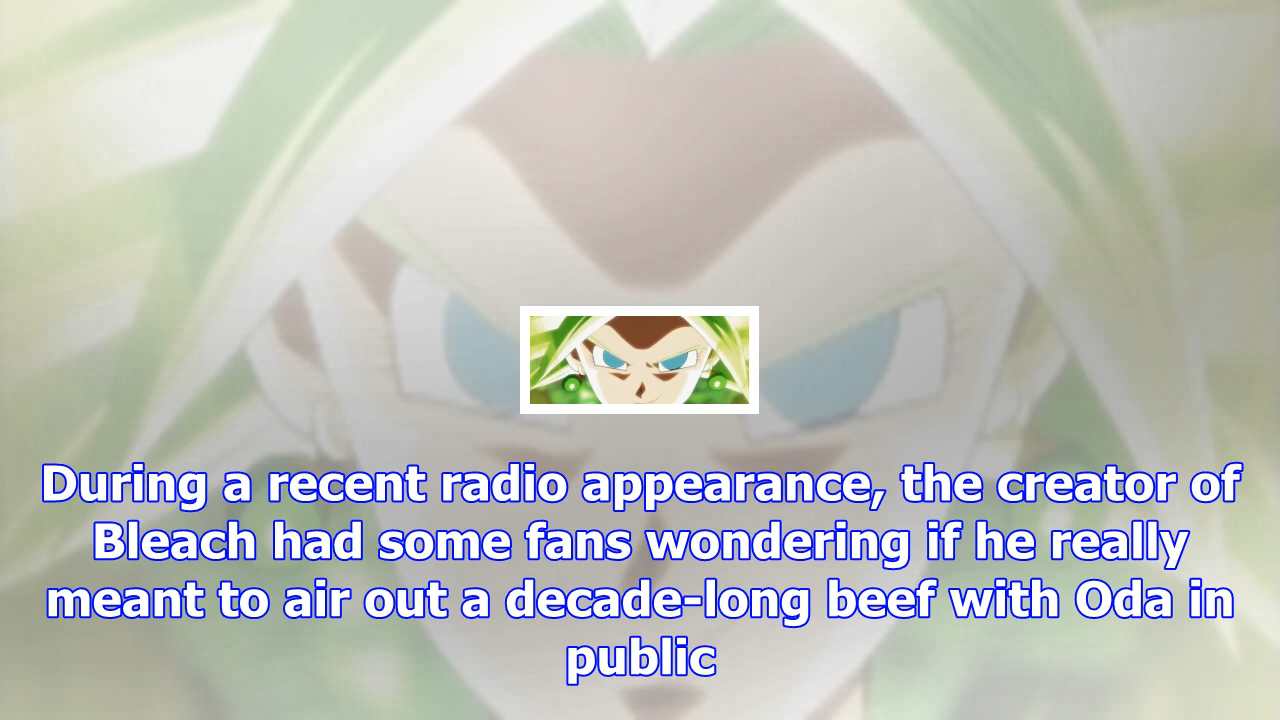 During a recent radio appearance, the creator of
Bleach had some fans wondering if he really
meant to air out a decade-long beef with Oda in
public